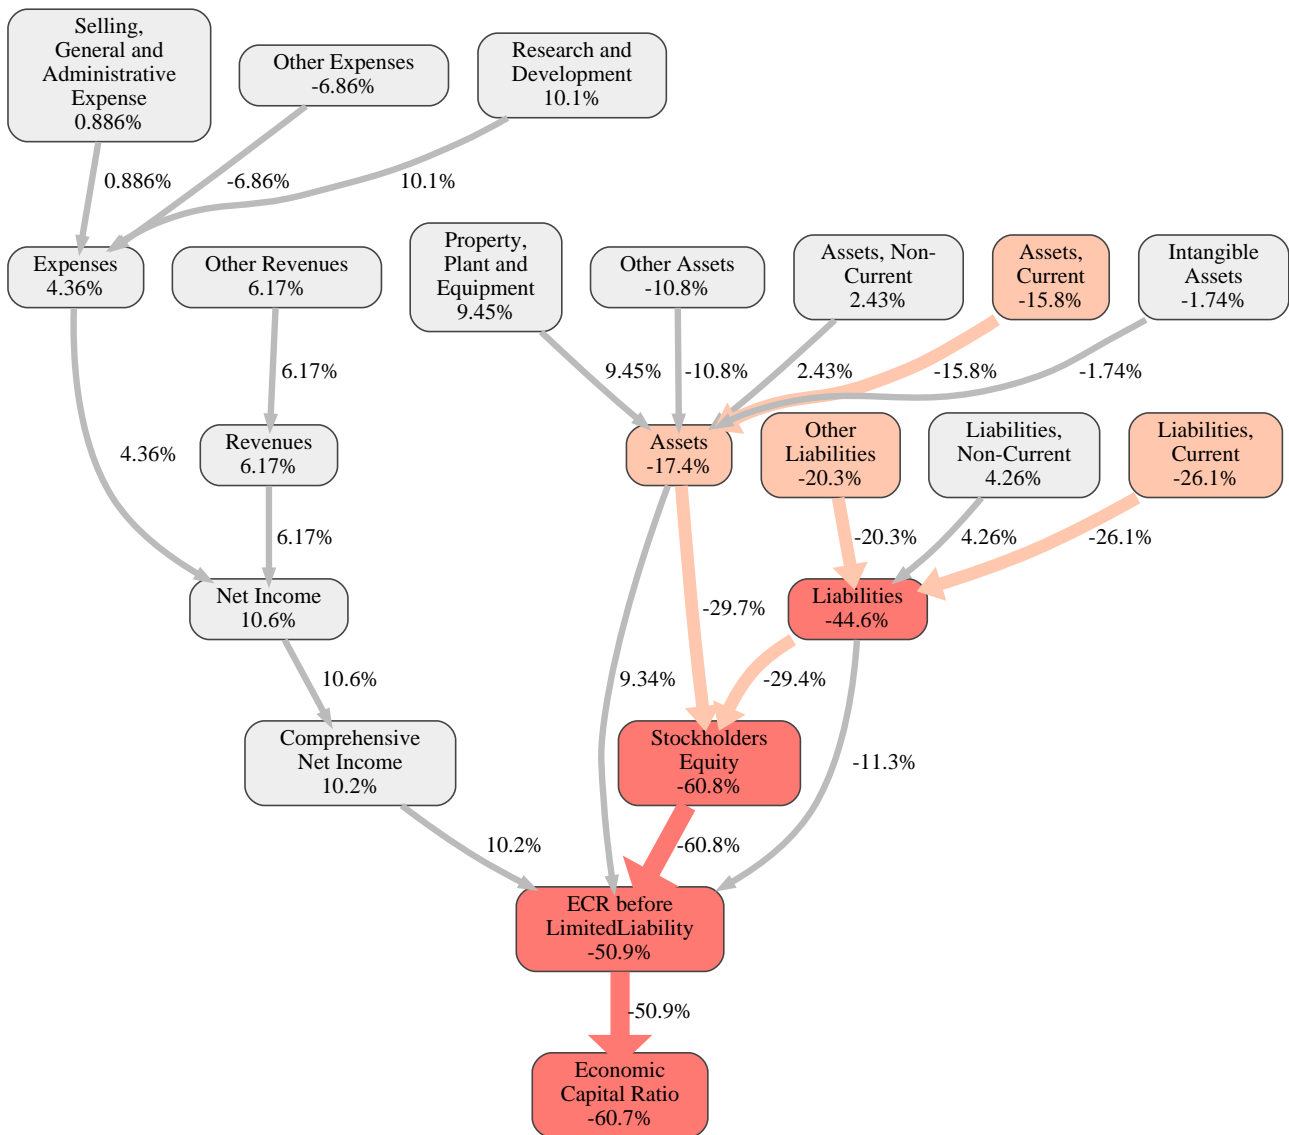 Selling,
General and
Administrative
Expense
0.886%
Other Expenses
-6.86%
Research and
Development
10.1%
0.886%
-6.86%
10.1%
Expenses
4.36%
Other Revenues
6.17%
Property,
Plant and
Equipment
9.45%
Other Assets
-10.8%
Assets, Non-
Current
2.43%
Assets,
Current
-15.8%
Intangible
Assets
-1.74%
6.17%
9.45%
-10.8%
2.43%
-15.8%
-1.74%
4.36%
Revenues
6.17%
Assets
-17.4%
Other
Liabilities
-20.3%
Liabilities,
Non-Current
4.26%
Liabilities,
Current
-26.1%
6.17%
-20.3%
4.26%
-26.1%
Net Income
10.6%
-29.7%
Liabilities
-44.6%
10.6%
9.34%
-29.4%
Comprehensive
Net Income
10.2%
Stockholders
Equity
-60.8%
-11.3%
10.2%
-60.8%
ECR before
LimitedLiability
-50.9%
-50.9%
Economic
Capital Ratio
-60.7%